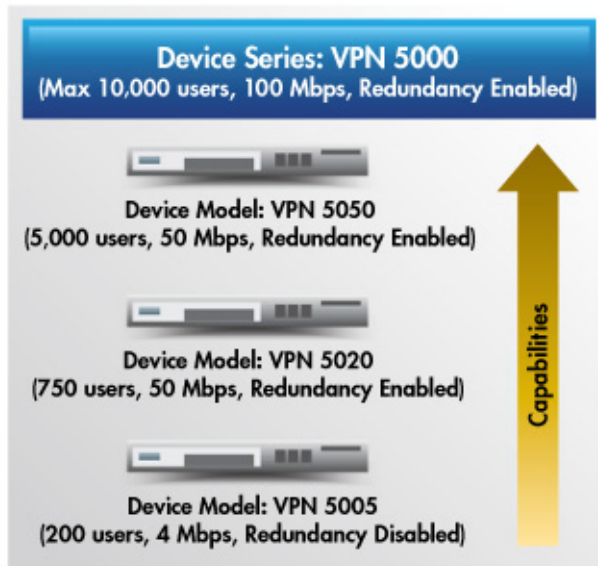 Device Series: VPN 5000
(Max 10,000 users, 100 Mbps, Redundancy Enabled)
Device Model: VPN 5050
(5,000 users, 50 Mbps, Redundancy Enabled)
Device Model: VPN 5020
(750 users, 50 Mbps, Redundancy Enabled)
Device Model: VPN 5005
(200 users, 4 Mbps, Redundancy Disabled)
Capabilities